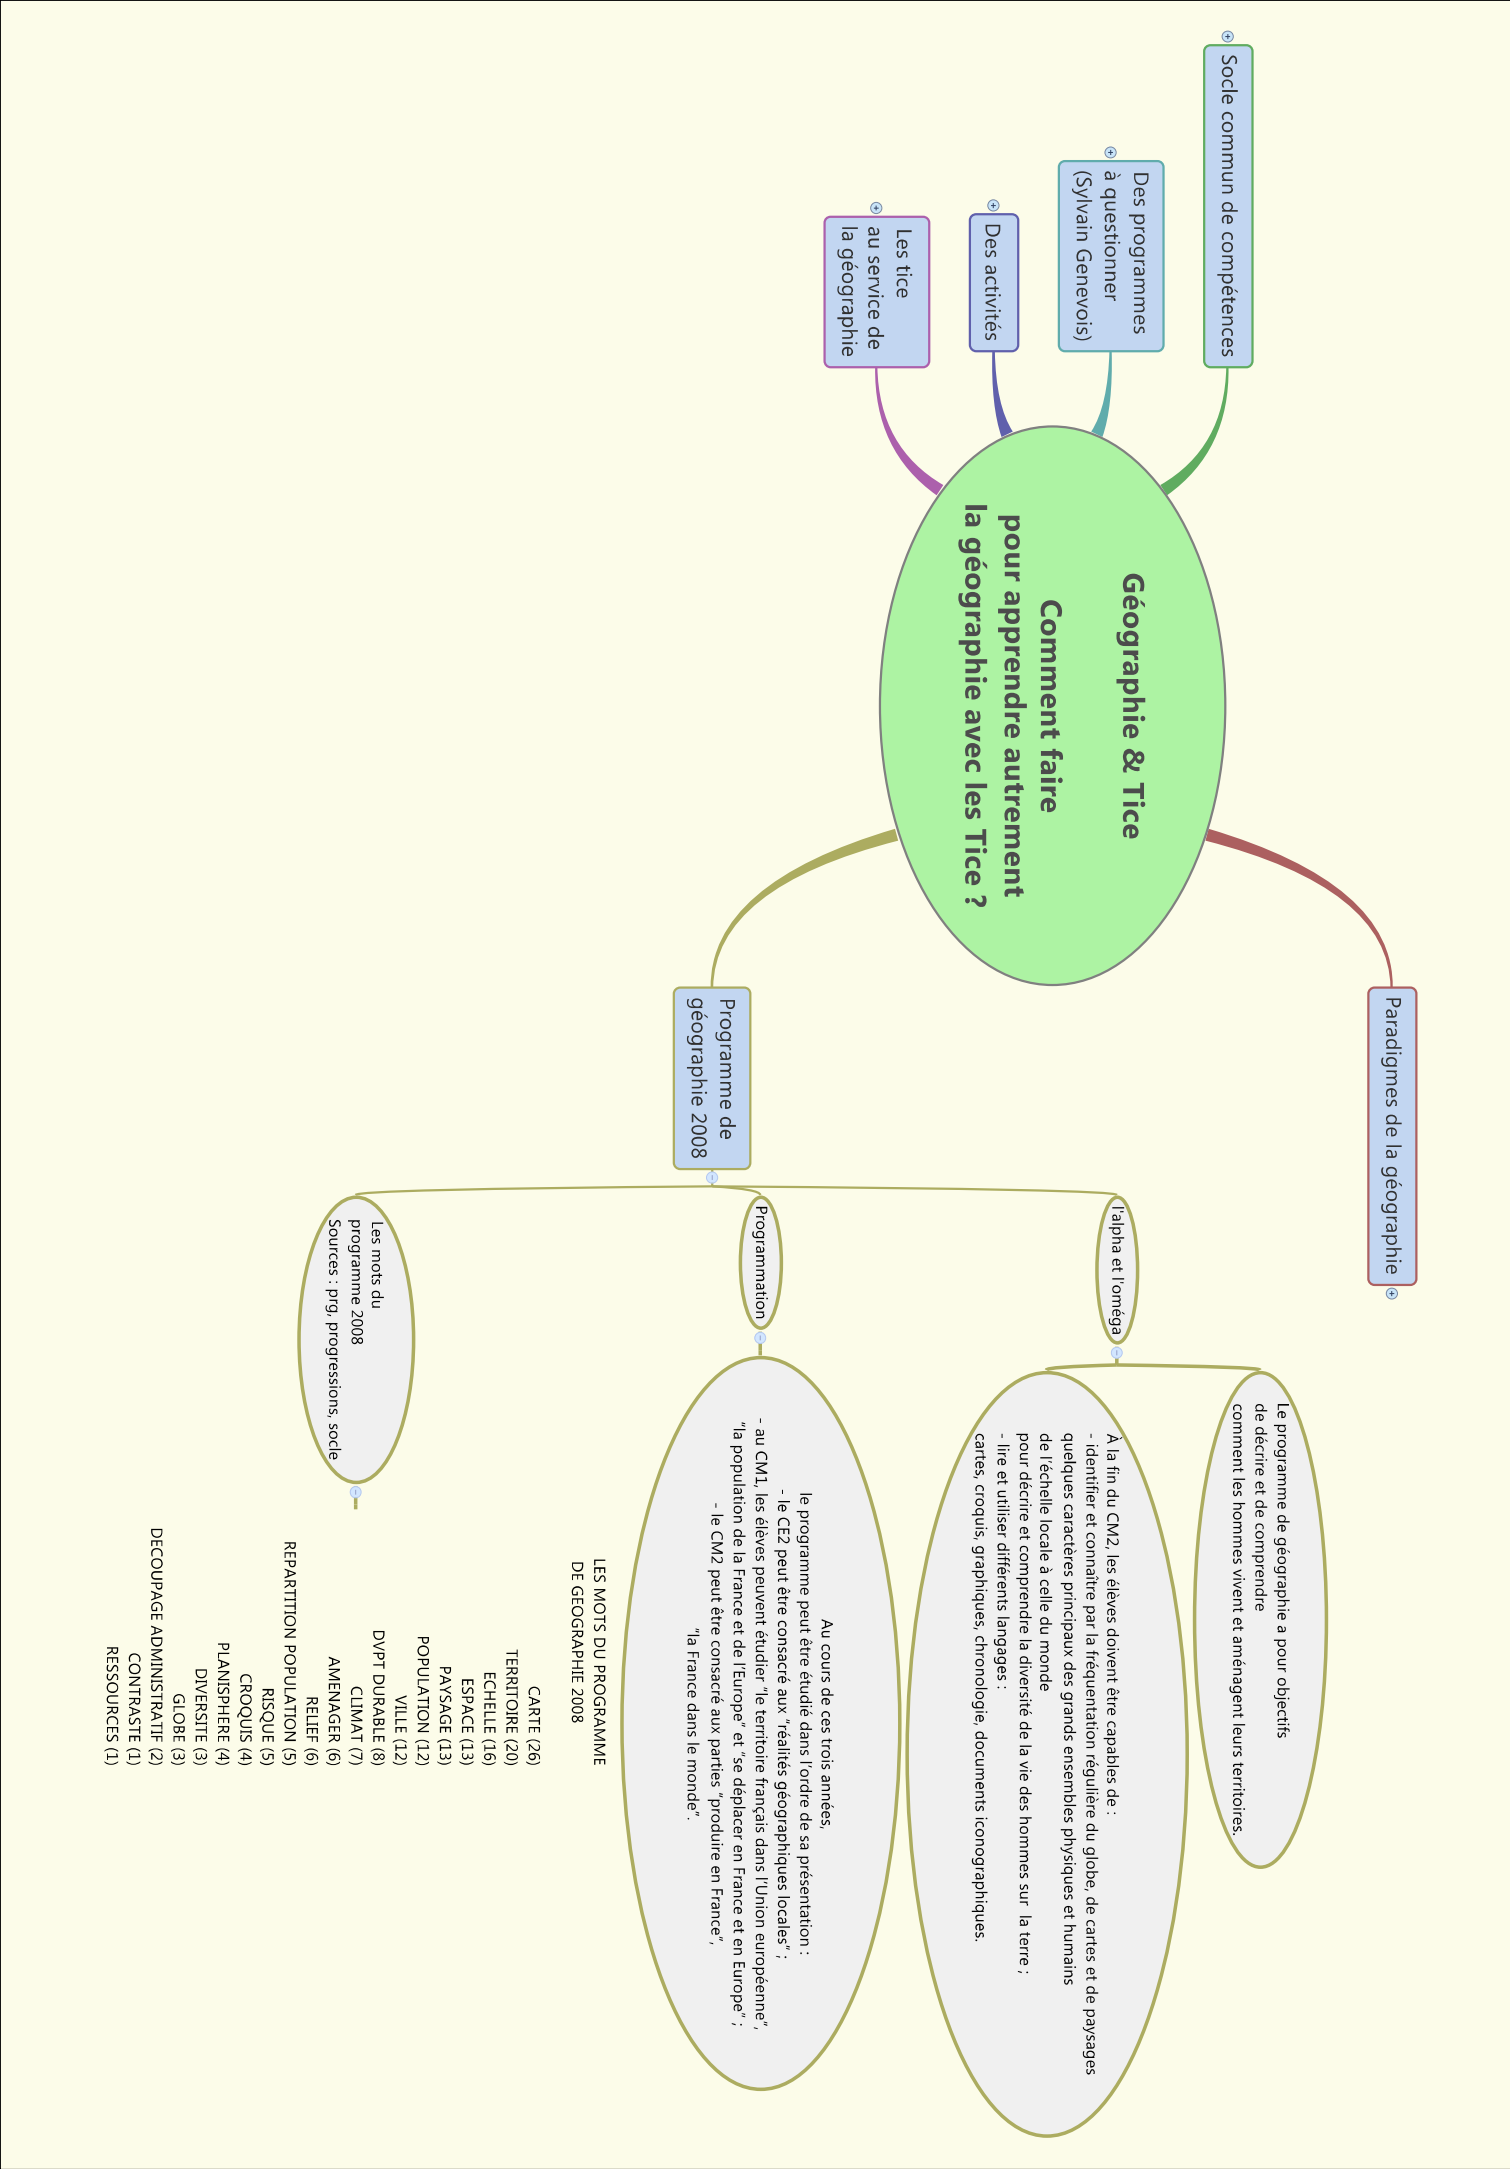 Géographie & Tice
Comment faire
pour apprendre autrement
la géographie avec les Tice ?
Paradigmes de la géographie
Programme de
géographie 2008
l'alpha et l'oméga
Le programme de géographie a pour objectifs
de décrire et de comprendre
comment les hommes vivent et aménagent leurs territoires.
À la fin du CM2, les élèves doivent être capables de :
- identifier et connaître par la fréquentation régulière du globe, de cartes et de paysages
quelques caractères principaux des grands ensembles physiques et humains
de l'échelle locale à celle du monde
pour décrire et comprendre la diversité de la vie des hommes sur  la terre ;
- lire et utiliser différents langages :
cartes, croquis, graphiques, chronologie, documents iconographiques.
Programmation
Au cours de ces trois années,
le programme peut être étudié dans l'ordre de sa présentation :
- le CE2 peut être consacré aux "réalités géographiques locales" ;
- au CM1, les élèves peuvent étudier "le territoire français dans l'Union européenne",
"la population de la France et de l'Europe" et "se déplacer en France et en Europe" ;
- le CM2 peut être consacré aux parties "produire en France",
"la France dans le monde".
Les mots du
programme 2008
Sources : prg, progressions, socle
LES MOTS DU PROGRAMME
DE GEOGRAPHIE 2008
CARTE (26)
TERRITOIRE (20)
ECHELLE (16)
ESPACE (13)
PAYSAGE (13)
POPULATION (12)
VILLE (12)
DVPT DURABLE (8)
CLIMAT (7)
AMENAGER (6)
RELIEF (6)
REPARTITION POPULATION (5)
RISQUE (5)
CROQUIS (4)
PLANISPHERE (4)
DIVERSITE (3)
GLOBE (3)
DECOUPAGE ADMINISTRATIF (2)
CONTRASTE (1)
RESSOURCES (1)
Socle commun de compétences
Des programmes
à questionner
(Sylvain Genevois)
Des activités
Les tice
au service de
la géographie